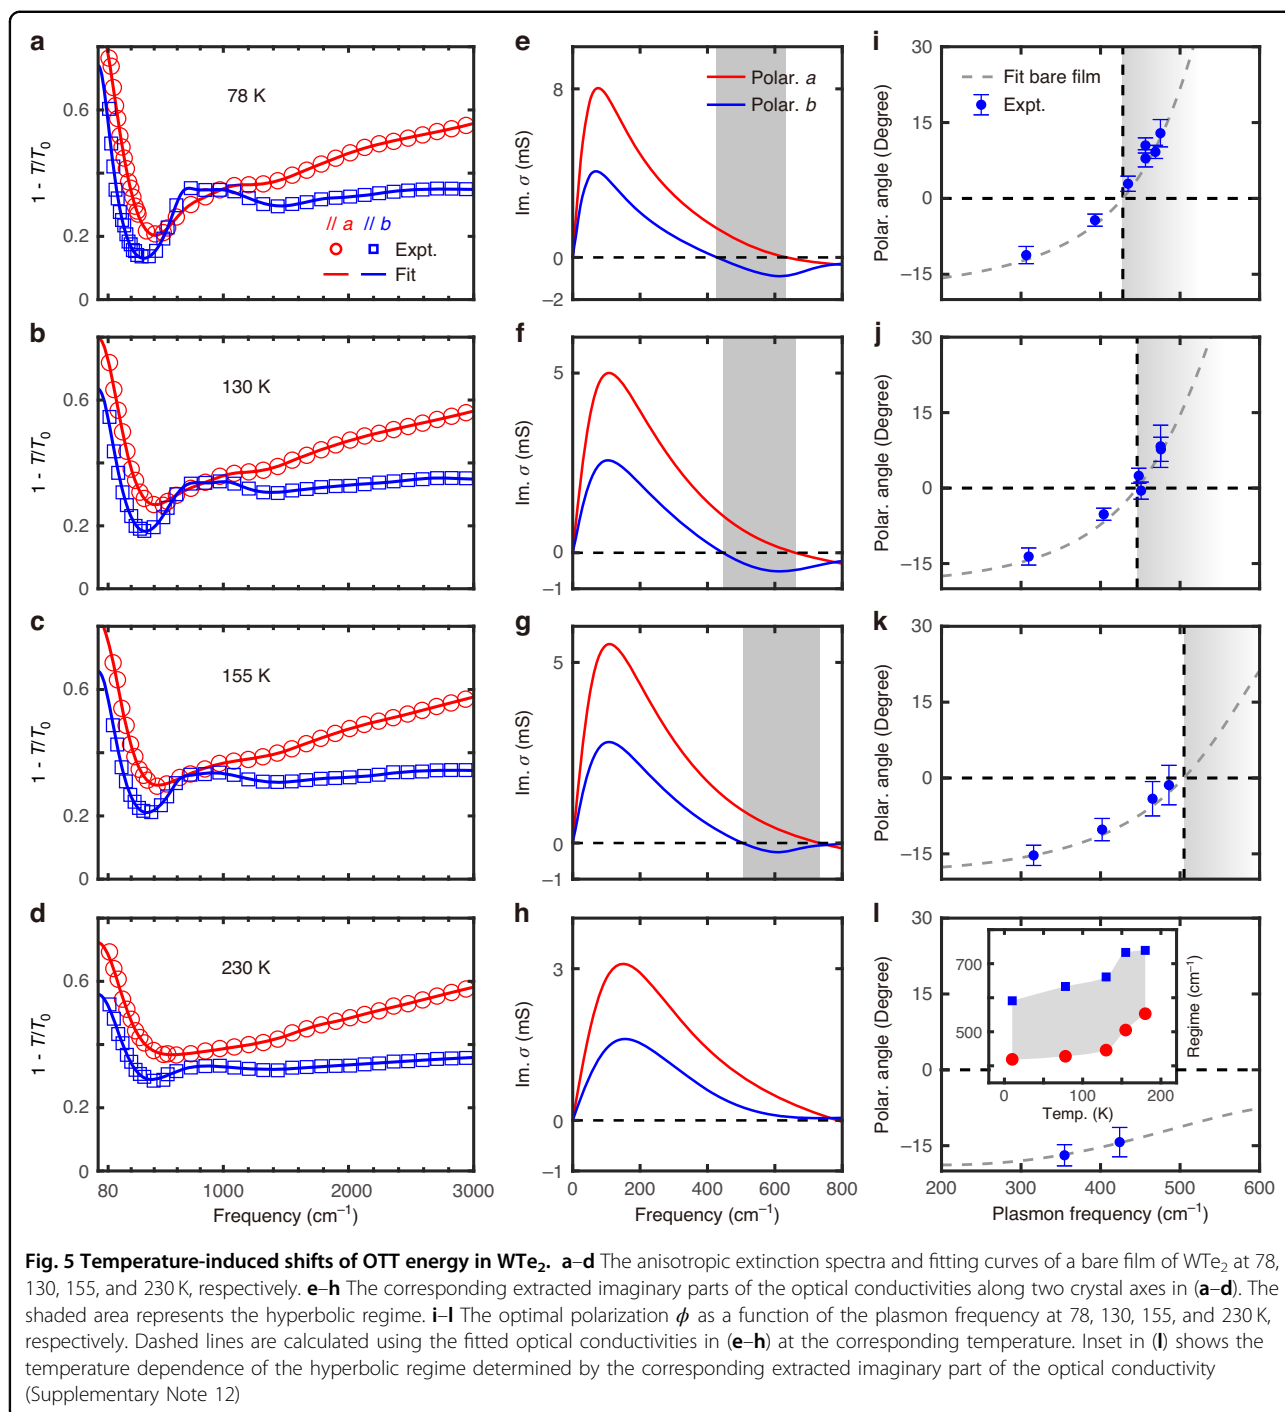 a
0.6
0.4
0.2
0
1 - T/T0
78 K
// a // b
Expt.
Fit
b
0.6
0.4
0.2
0
1 - T/T0
130 K
c
0.6
0.4
0.2
0
1 - T/T0
155 K
d
0.6
0.4
0.2
0
1 - T/T0
230 K
80 1000 2000 3000
Frequency (cm−1)
e
8
4
0
−2
Im. σ (mS)
Polar. a
Polar. b
f
5
0
−1
Im. σ (mS)
g
5
0
−1
Im. σ (mS)
h
3
0
−1
Im. σ (mS)
0 200 400 600 800
Frequency (cm−1)
i
30
15
0
−15
Polar. angle (Degree)
Fit bare film
Expt.
j
30
15
0
−15
Polar. angle (Degree)
k
30
15
0
−15
Polar. angle (Degree)
l
30
15
0
−15
Polar. angle (Degree)
700
500
Regime (cm−1)
0 100 200
Temp. (K)
200 300 400 500 600
Plasmon frequency (cm−1)
Fig. 5 Temperature-induced shifts of OTT energy in WTe2. a–d The anisotropic extinction spectra and fitting curves of a bare film of WTe2 at 78,
130, 155, and 230 K, respectively. e–h The corresponding extracted imaginary parts of the optical conductivities along two crystal axes in (a–d). The
shaded area represents the hyperbolic regime. i–l The optimal polarization ϕ as a function of the plasmon frequency at 78, 130, 155, and 230 K,
respectively. Dashed lines are calculated using the fitted optical conductivities in (e–h) at the corresponding temperature. Inset in (l) shows the
temperature dependence of the hyperbolic regime determined by the corresponding extracted imaginary part of the optical conductivity
(Supplementary Note 12)